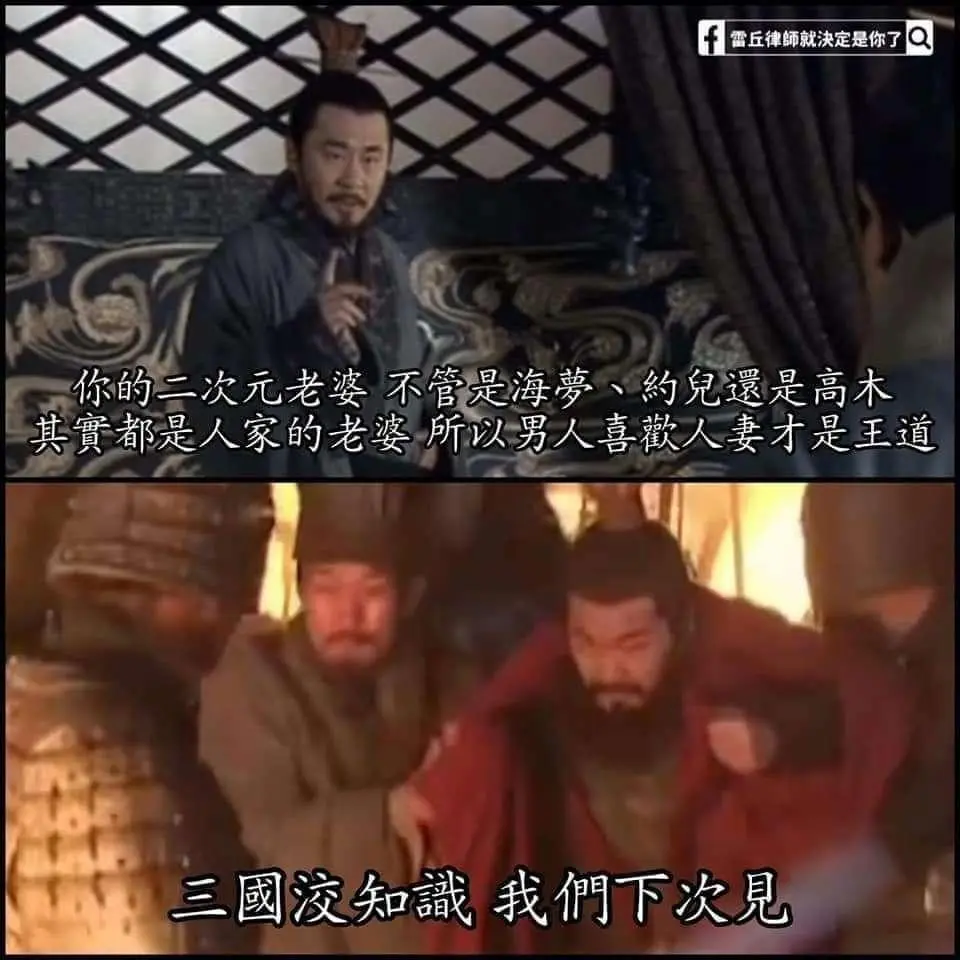 雷丘律師就決定是你了
你的二次元老婆 不管是海夢、約兒還是高木
其實都是人家的老婆 所以男人喜歡人妻才是王道
三國洨知識 我們下次見